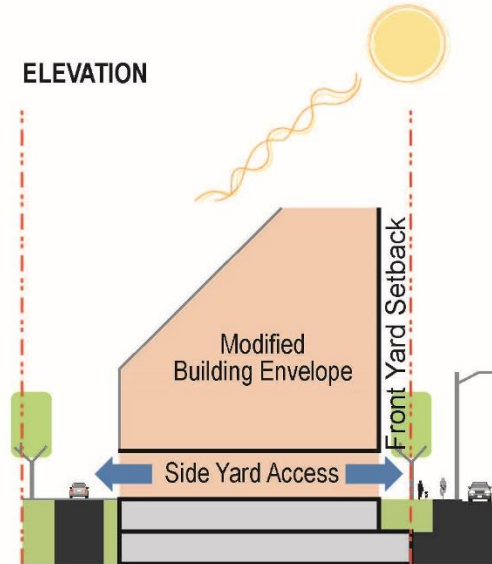 ELEVATION
Modified
Building Envelope
Front Yard Setback
Side Yard Access